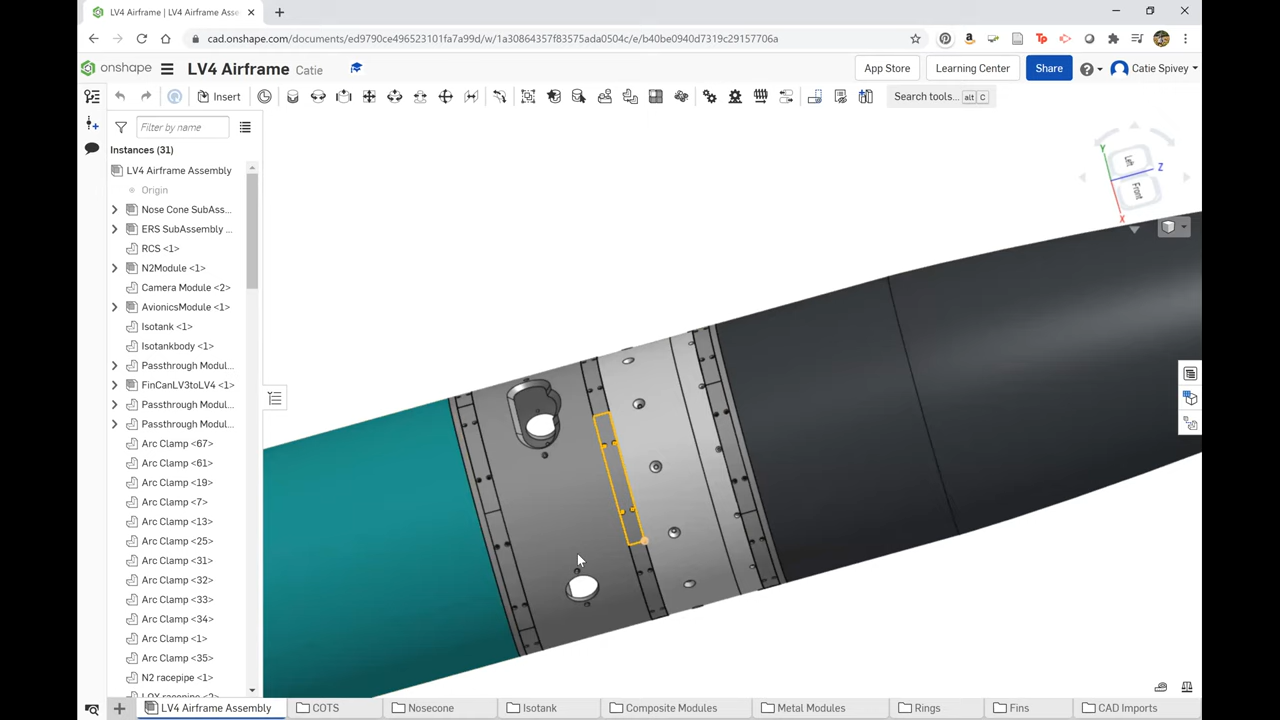 LV4 Airframe | LV4 Airframe Asse
cad.onshape.com/documents/ed9790ce496523101fa7a99d/w/1a30864357f83575ada0504c/e/b40be0940d7319c29157706a
onshape LV4 Airframe Catie App Store Learning Center Share Catie Spivey
Insert Search tools... alt C
Filter by name
Instances (31)
LV4 Airframe Assembly
Origin
Nose Cone SubAss...
ERS SubAssembly ...
RCS <1>
N2Module <1>
Camera Module <2>
AvionicsModule <1>
Isotank <1>
Isotankbody <1>
Passthrough Modul...
FinCanLV3toLV4 <1>
Passthrough Modul...
Passthrough Modul...
Arc Clamp <67>
Arc Clamp <61>
Arc Clamp <19>
Arc Clamp <7>
Arc Clamp <13>
Arc Clamp <25>
Arc Clamp <31>
Arc Clamp <32>
Arc Clamp <33>
Arc Clamp <34>
Arc Clamp <1>
Arc Clamp <35>
N2 racepipe <1>
LOX racepipe <2>
Y Left Z
Front
X
LV4 Airframe Assembly COTS Nosecone Isotank Composite Modules Metal Modules Rings Fins CAD Imports